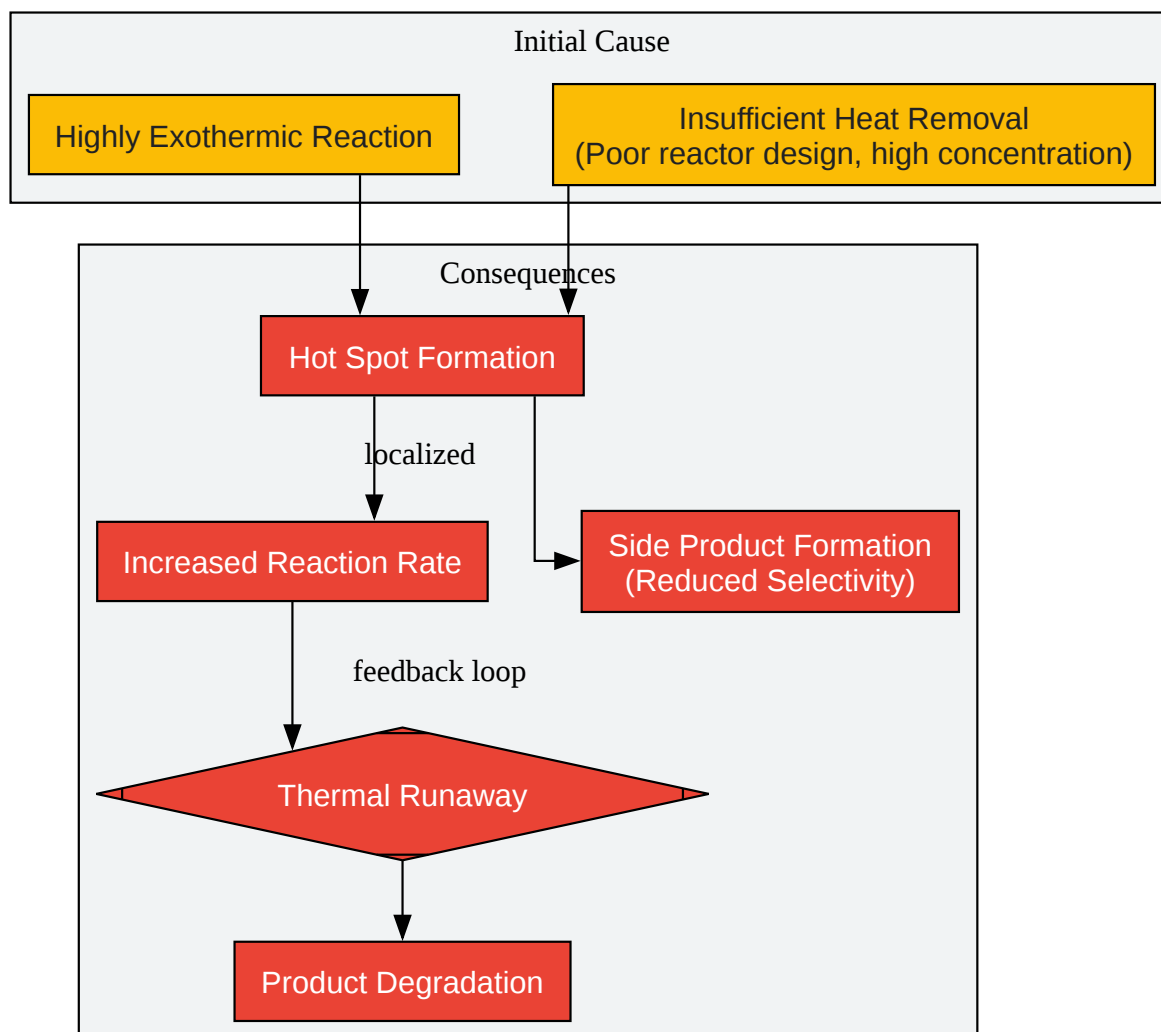 Initial Cause
Highly Exothermic Reaction
Insufficient Heat Removal
(Poor reactor design, high concentration)
Consequences
Hot Spot Formation
localized
Increased Reaction Rate
Side Product Formation
(Reduced Selectivity)
feedback loop
Thermal Runaway
Product Degradation